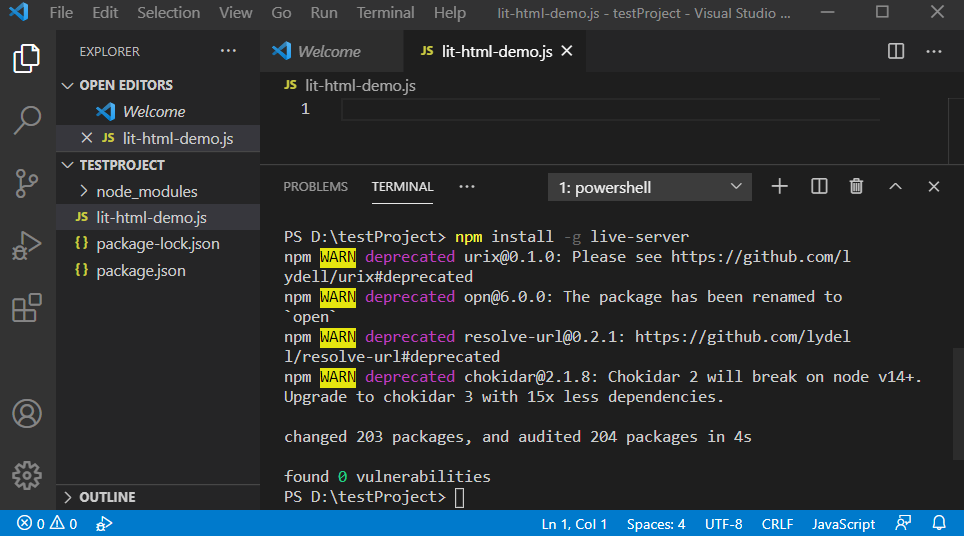 File Edit Selection View Go Run Terminal Help lit-html-demo.js - testProject - Visual Studio ...
EXPLORER ···
Welcome JS lit-html-demo.js
OPEN EDITORS
Welcome
JS lit-html-demo.js
TESTPROJECT
node_modules
JS lit-html-demo.js
{} package-lock.json
{} package.json
OUTLINE
JS lit-html-demo.js
1
PROBLEMS TERMINAL ··· 1: powershell
PS D:\testProject> npm install -g live-server
npm WARN deprecated urix@0.1.0: Please see https://github.com/l
ydell/urix#deprecated
npm WARN deprecated opn@6.0.0: The package has been renamed to
`open`
npm WARN deprecated resolve-url@0.2.1: https://github.com/lydel
l/resolve-url#deprecated
npm WARN deprecated chokidar@2.1.8: Chokidar 2 will break on node v14+.
Upgrade to chokidar 3 with 15x less dependencies.
changed 203 packages, and audited 204 packages in 4s
found 0 vulnerabilities
PS D:\testProject>
0 0 Ln 1, Col 1 Spaces: 4 UTF-8 CRLF JavaScript